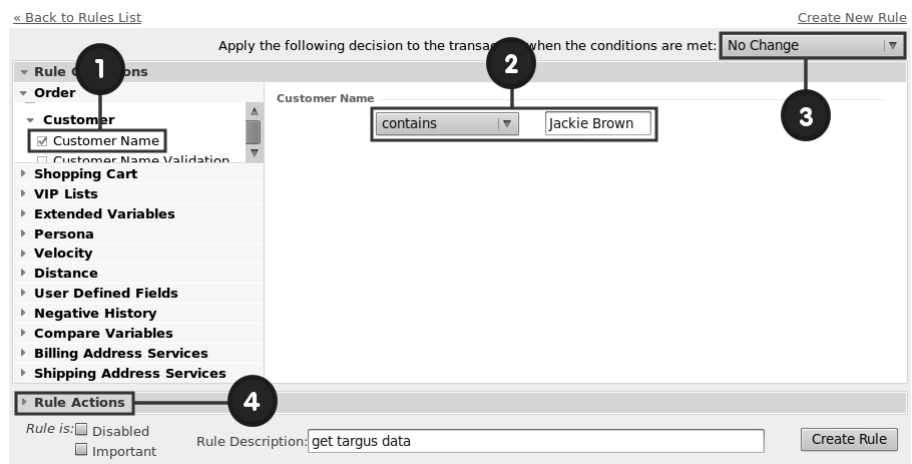 « Back to Rules List
Create New Rule
Apply the following decision to the when the conditions are met: No Change
1
2
3
Rule
Order
Customer
Customer Name
Customer Name Validation
Customer Name
contains
Jackie Brown
Shopping Cart
VIP Lists
Extended Variables
Persona
Velocity
Distance
User Defined Fields
Negative History
Compare Variables
Billing Address Services
Shipping Address Services
Rule Actions
4
Rule is: Disabled
Important
Rule Description: get targus data
Create Rule